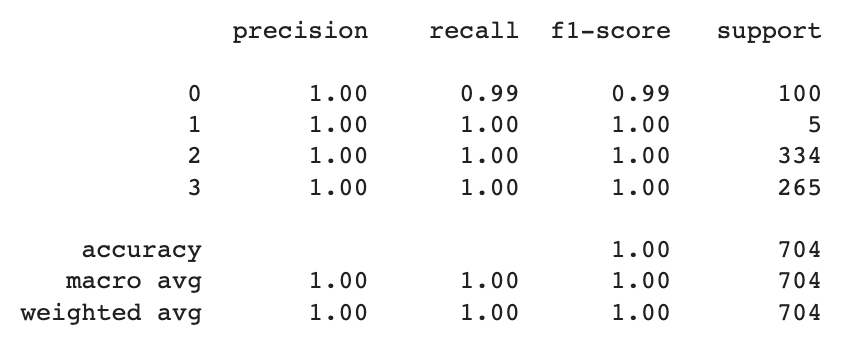 precision recall f1-score support
0 1.00 0.99 0.99 100
1 1.00 1.00 1.00 5
2 1.00 1.00 1.00 334
3 1.00 1.00 1.00 265
accuracy 1.00 704
macro avg 1.00 1.00 1.00 704
weighted avg 1.00 1.00 1.00 704